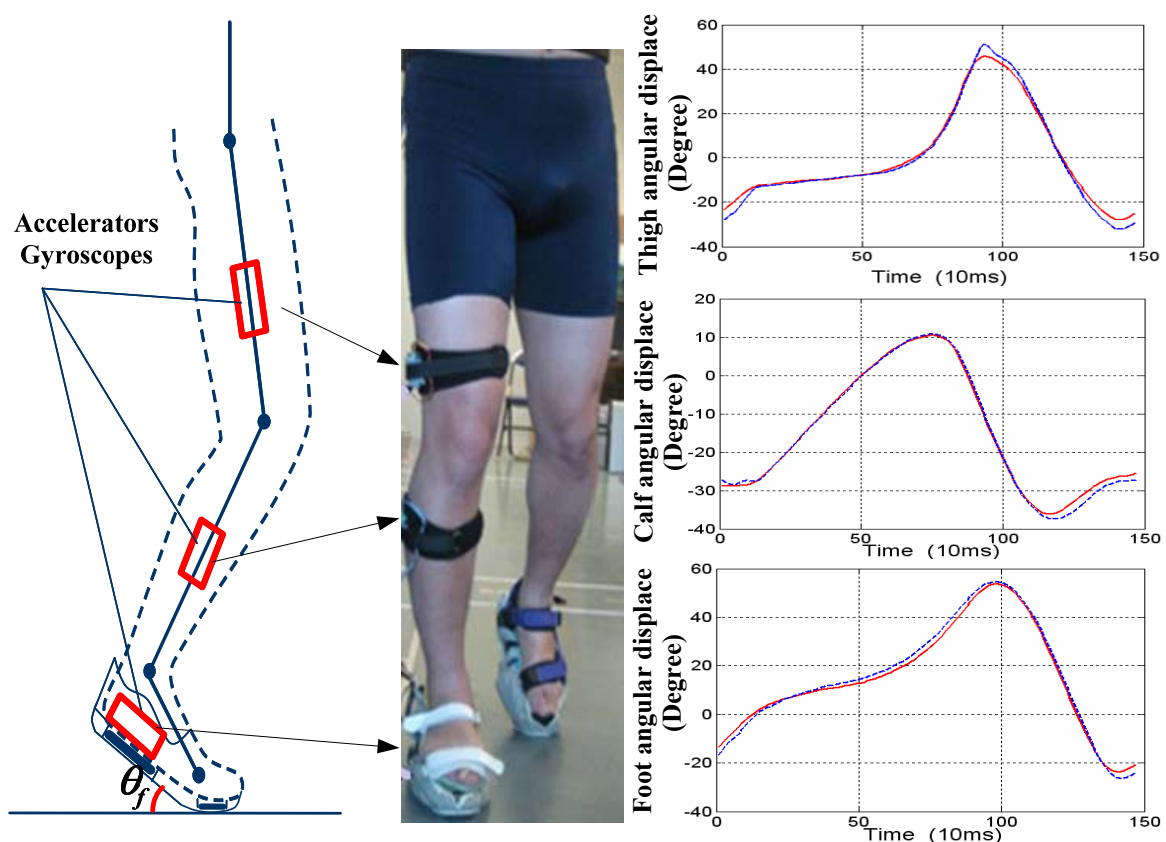 Accelerators
Gyroscopes
θf
Thigh angular displace
(Degree)
60
40
20
0
-20
-40
0
50
100
150
Time (10ms)
Calf angular displace
(Degree)
20
10
0
-10
-20
-30
-40
0
50
100
150
Time (10ms)
Foot angular displace
(Degree)
60
40
20
0
-20
-40
0
50
100
150
Time (10ms)